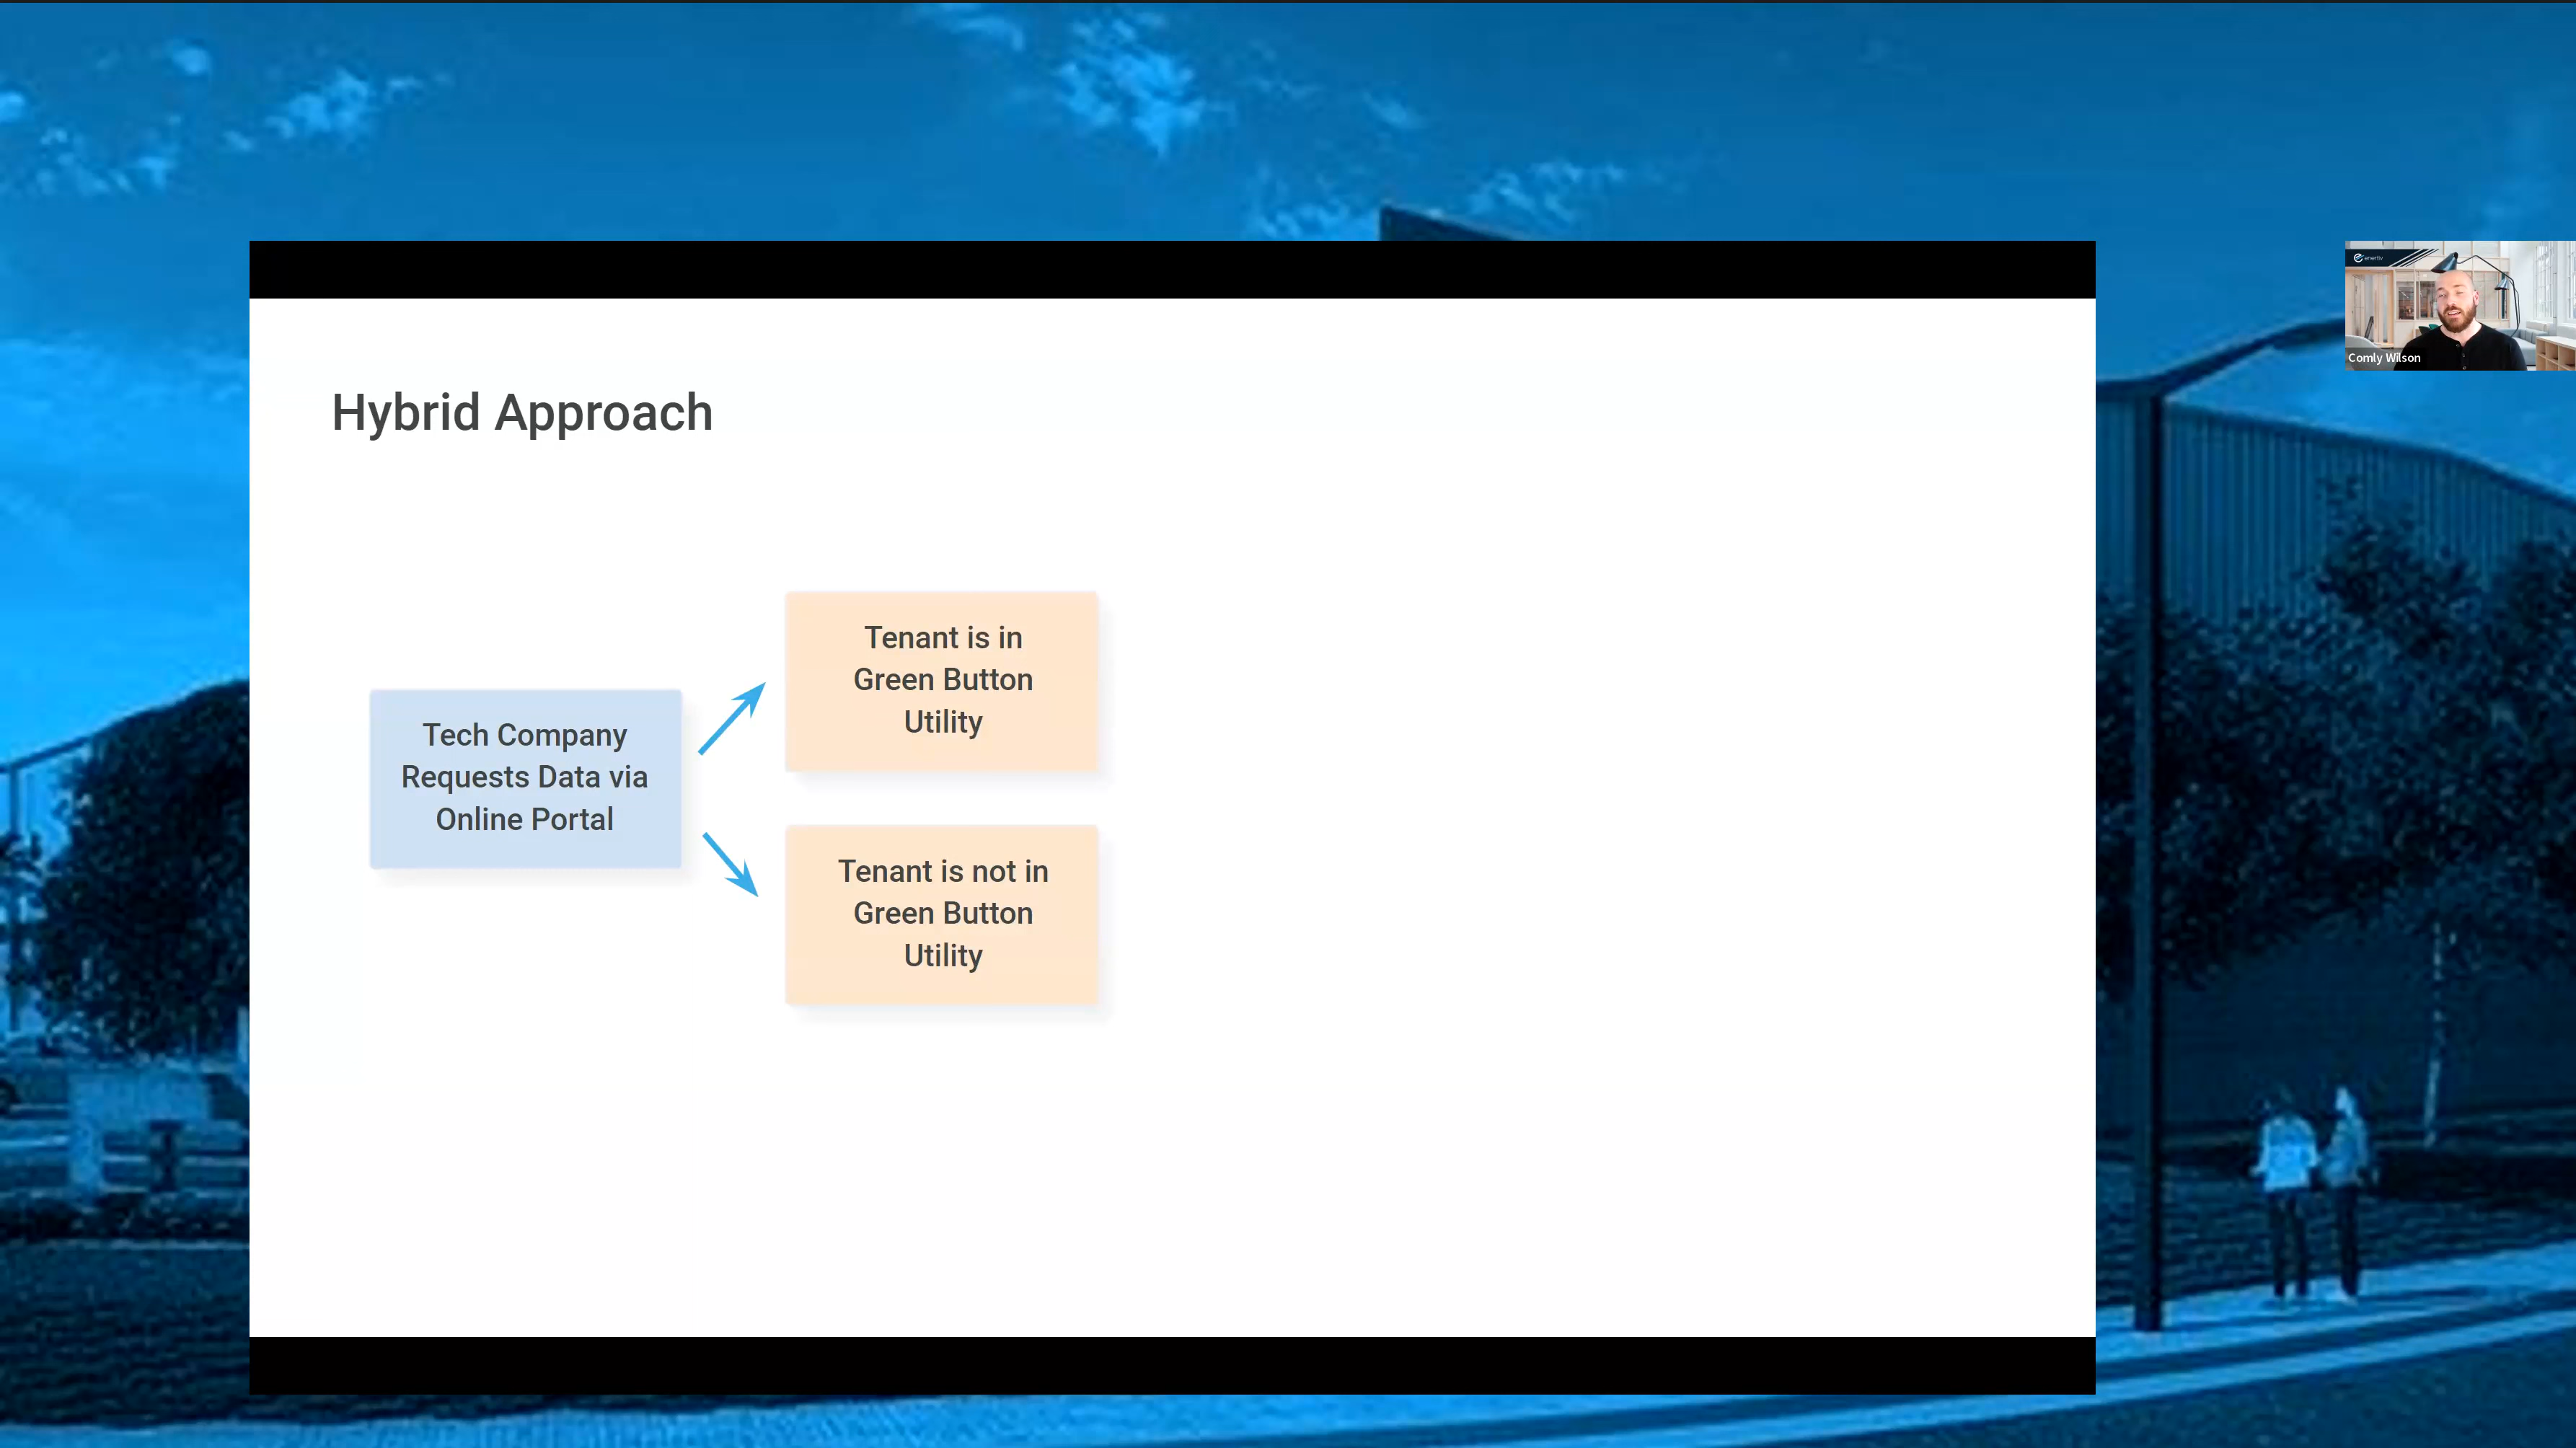 Hybrid Approach
Tech Company
Requests Data via
Online Portal
Tenant is in
Green Button
Utility
Tenant is not in
Green Button
Utility
enertiv
Comly Wilson